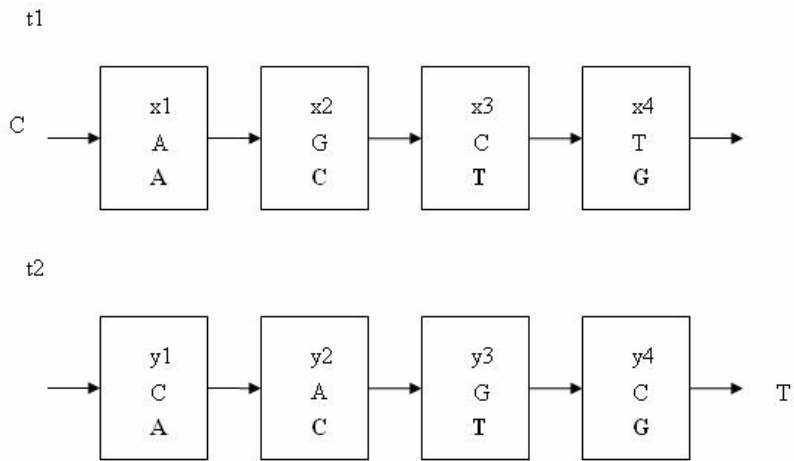 t1
x1 x2 x3 x4
C A G C T
A C T G
t2
y1 y2 y3 y4
C A G C T
A C T G